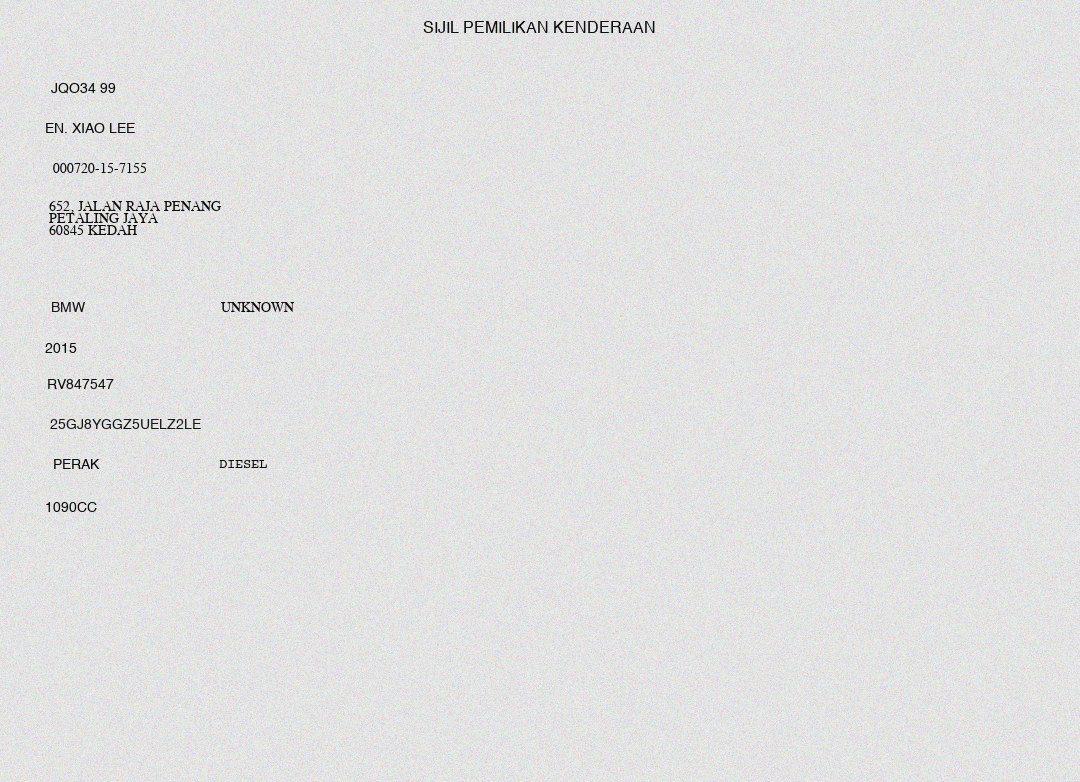 SIJIL PEMILIKAN KENDERAAN
JQO34 99
EN. XIAO LEE
000720-15-7155
652, JALAN RAJA PENANG
PETALING JAYA
60845 KEDAH
BMW UNKNOWN
2015
RV847547
25GJ8YGGZ5UELZ2LE
PERAK DIESEL
1090CC